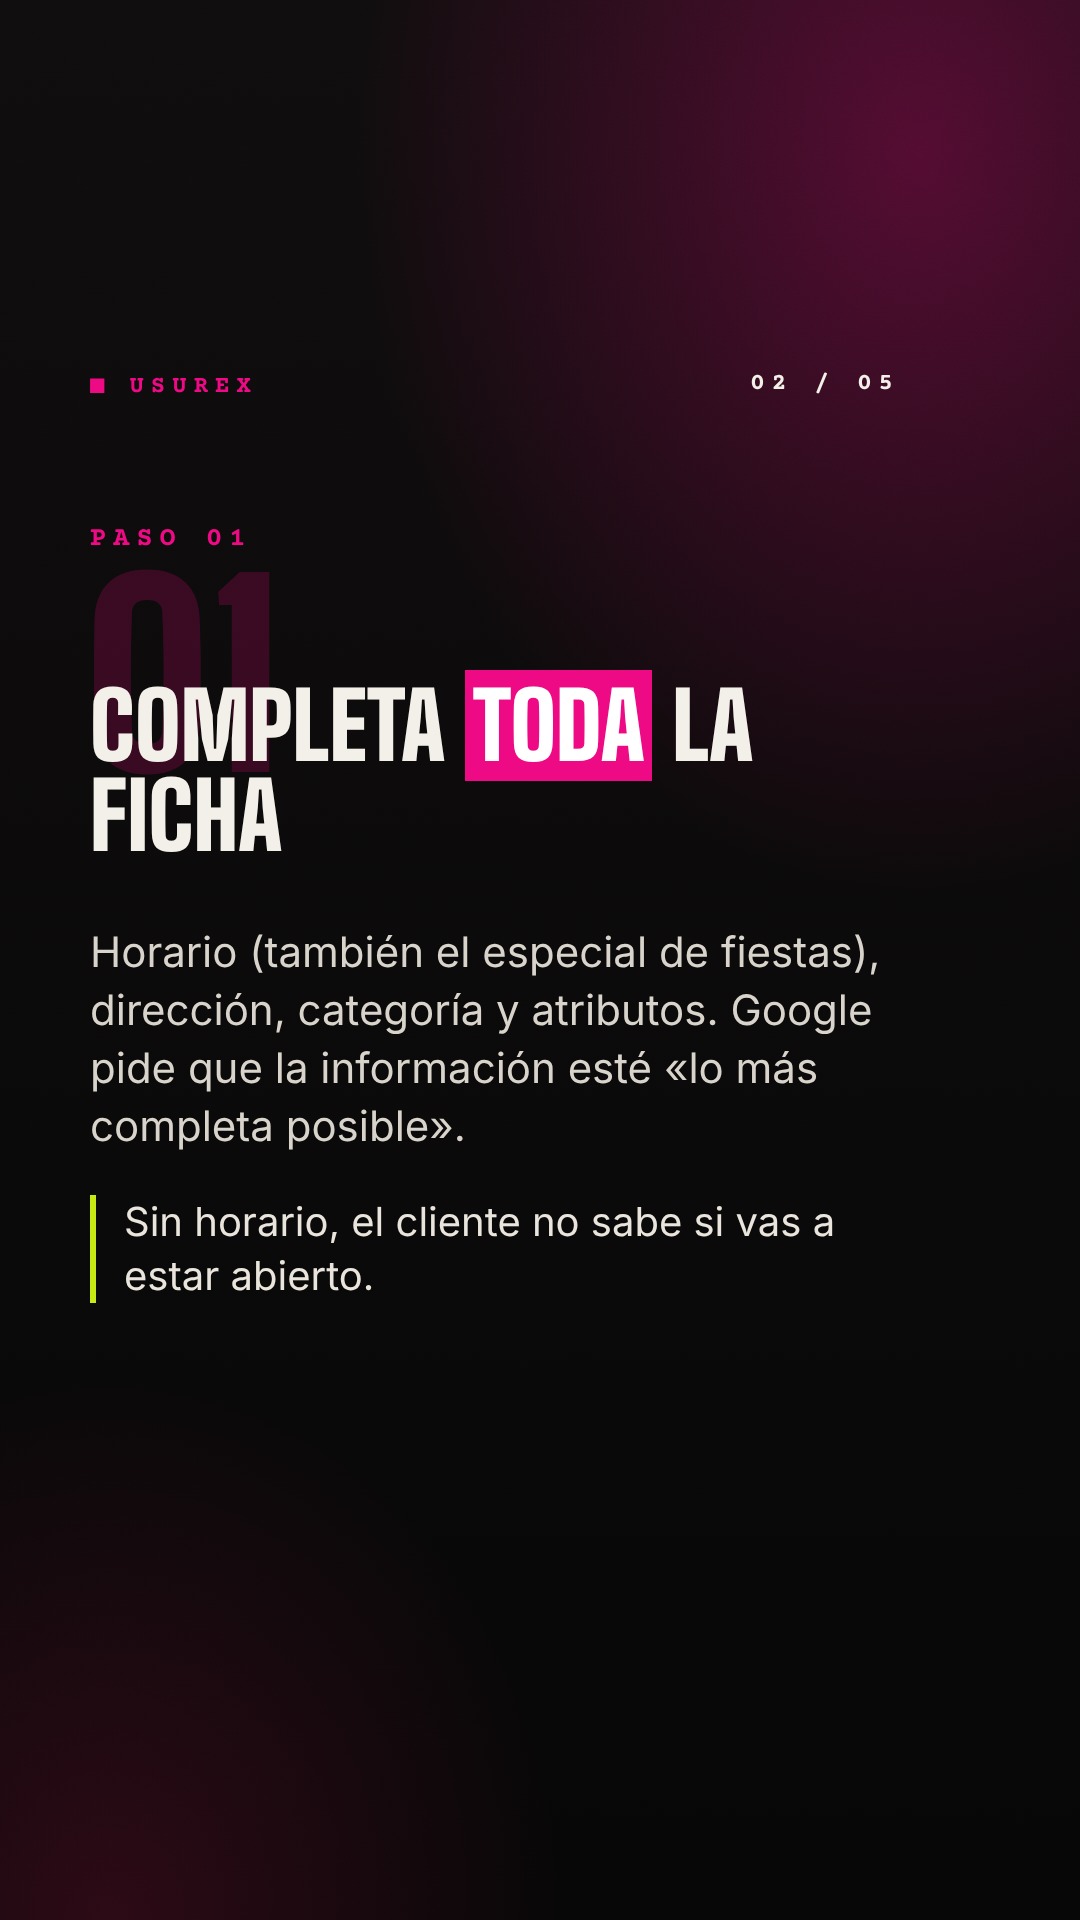 USUREX
02 / 05
PASO 01
01
COMPLETA TODA LA
FICHA
Horario (también el especial de fiestas),
dirección, categoría y atributos. Google
pide que la información esté «lo más
completa posible».
Sin horario, el cliente no sabe si vas a
estar abierto.